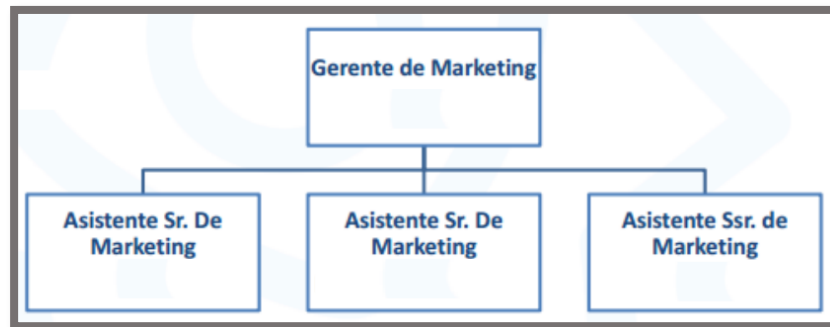 Gerente de Marketing
Asistente Sr. De
Marketing
Asistente Sr. De
Marketing
Asistente Ssr. de
Marketing